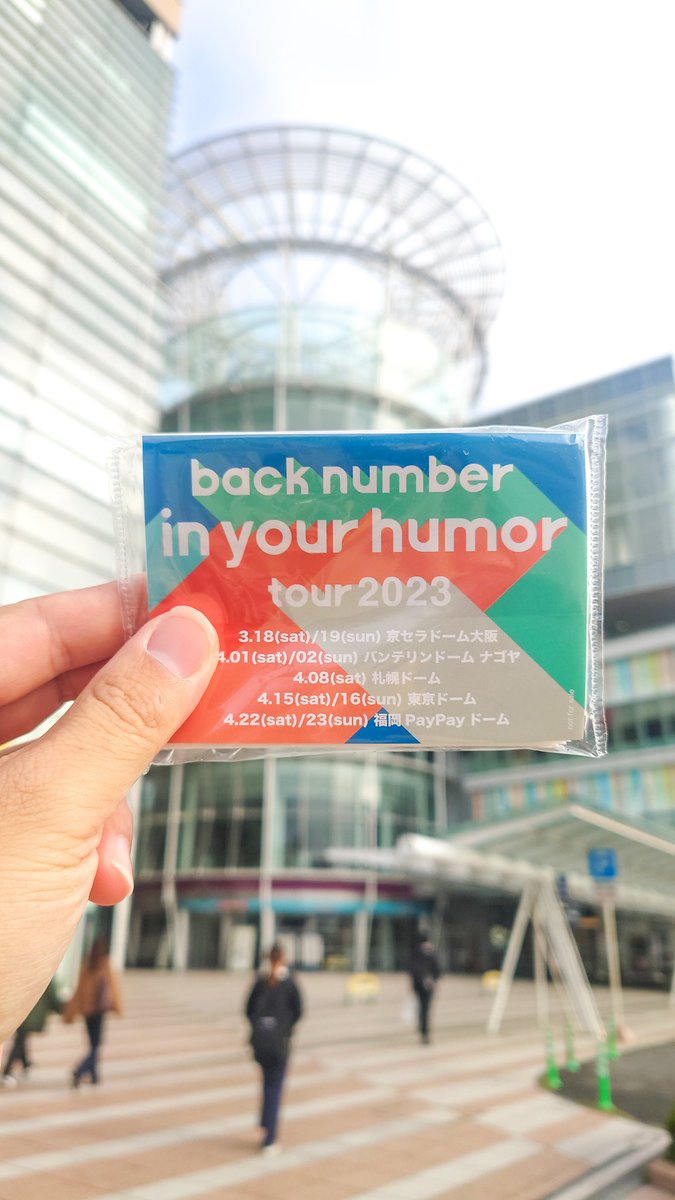 back number
in your humor
tour 2023
3.18(sat)/19(sun) 京セラドーム大阪
4.01(sat)/02(sun) バンテリンドーム ナゴヤ
4.08(sat) 札幌ドーム
4.15(sat)/16(sun) 東京ドーム
4.22(sat)/23(sun) 福岡 PayPay ドーム
not for sale